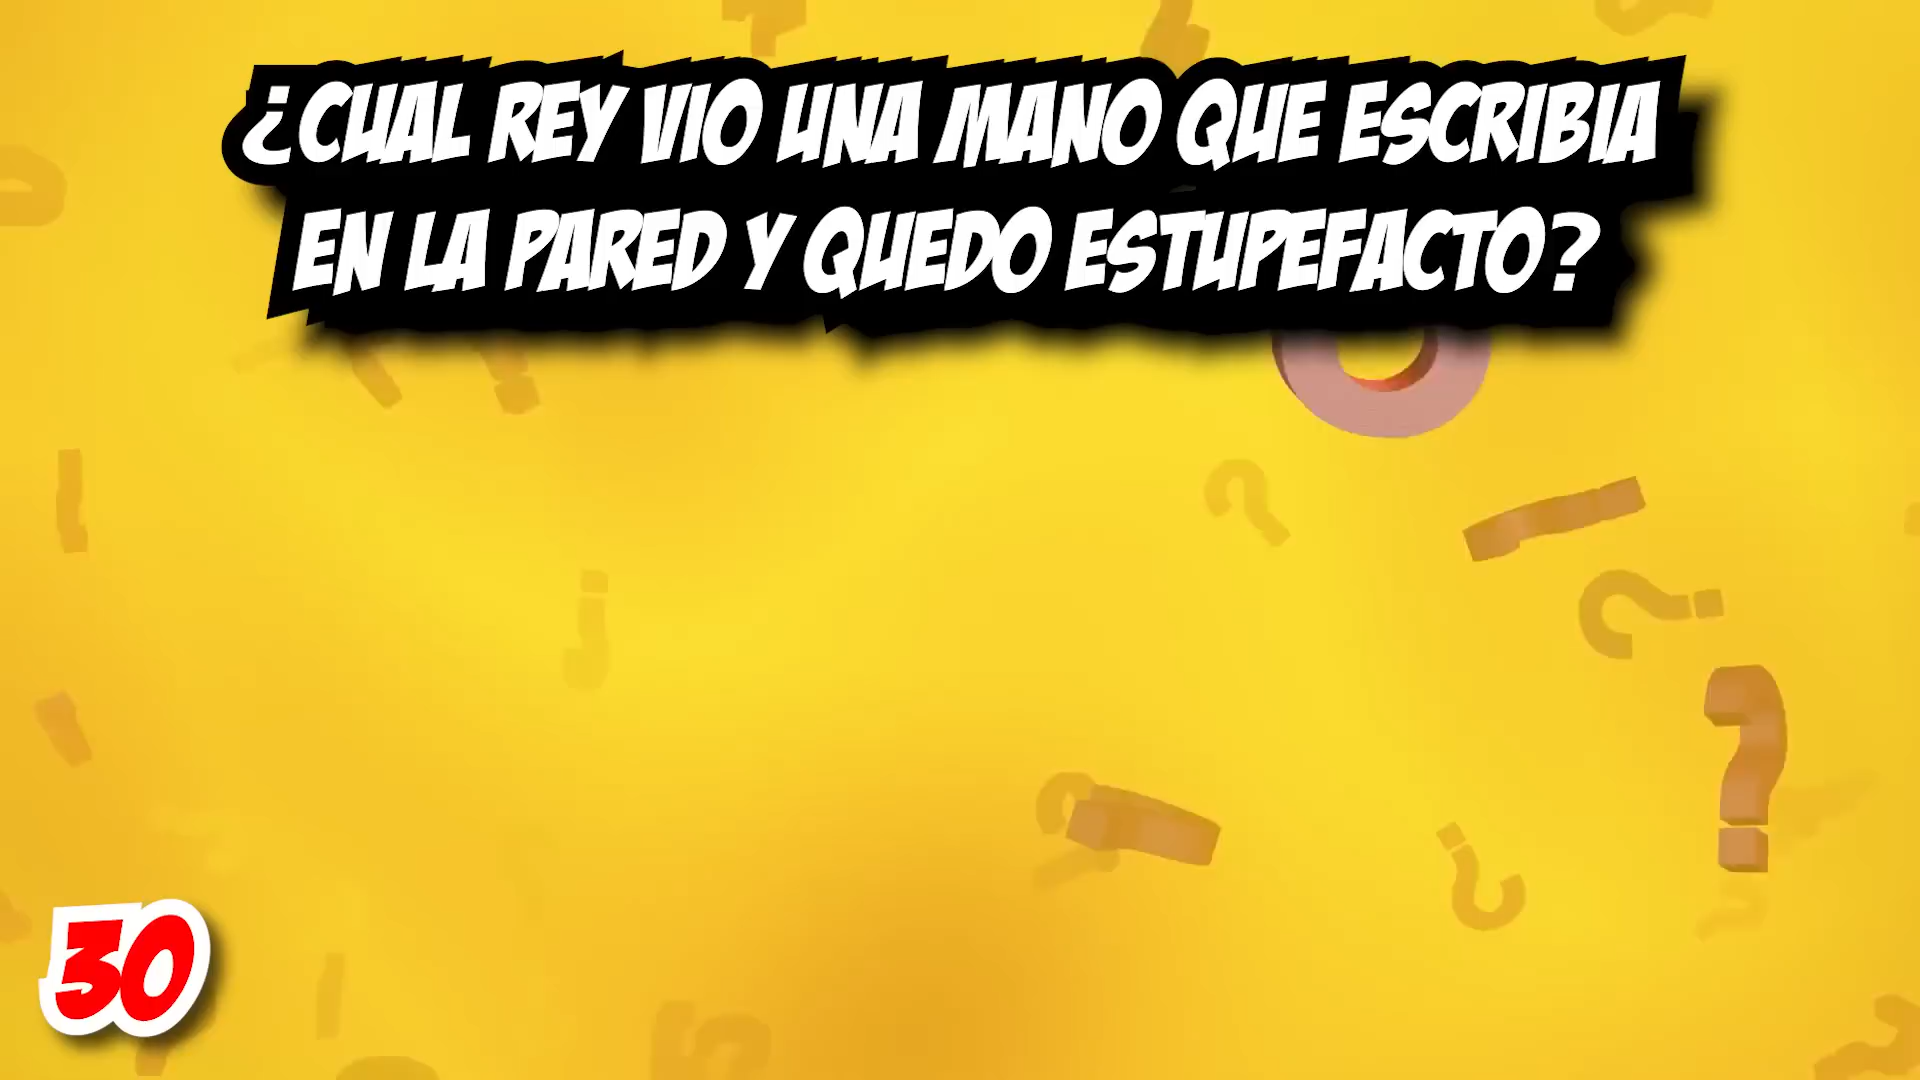 ¿CUAL REY VIO UNA MANO QUE ESCRIBIA
EN LA PARED Y QUEDO ESTUPEFACTO?
30